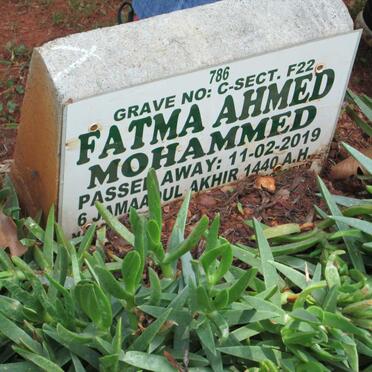 786
GRAVE NO: C-SECT. F22
FATMA AHMED
MOHAMMED
PASSED AWAY: 11-02-2019
6 JAMAADUL AKHIR 1440 A.H.